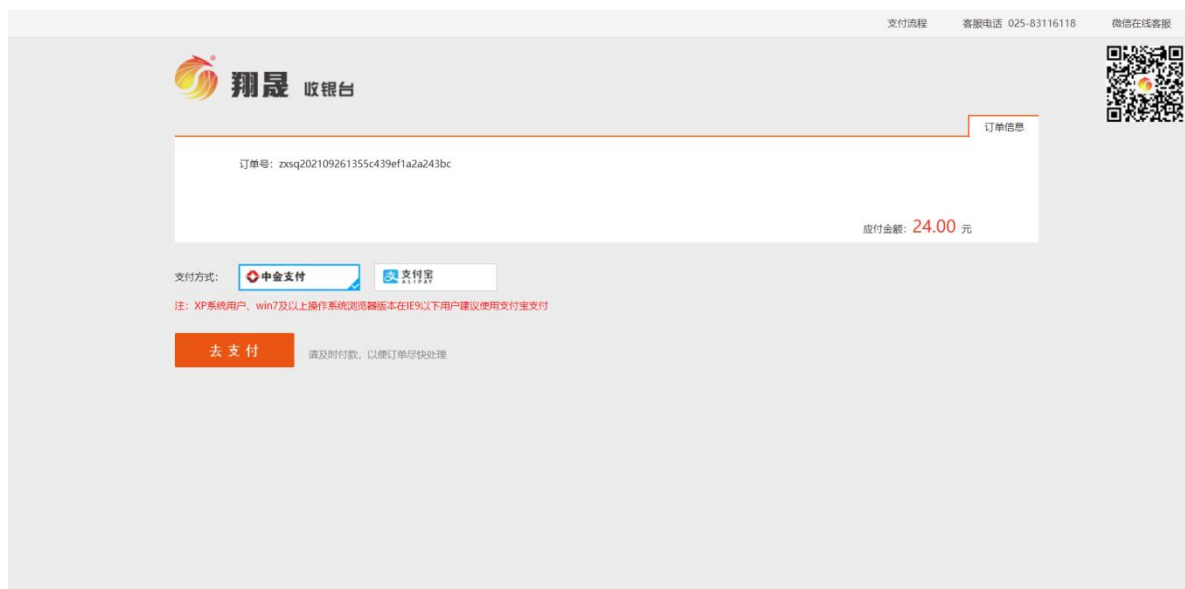 支付流程 客服电话 025-83116118 微信在线客服
翔晟 收银台
订单信息
订单号：zxsq202109261355c439ef1a2a243bc
应付金额：24.00 元
支付方式： 中金支付 支付宝
ALIPAY
注：XP系统用户、win7及以上操作系统浏览器版本在IE9以下用户建议使用支付宝支付
去支付 请及时付款，以便订单尽快处理